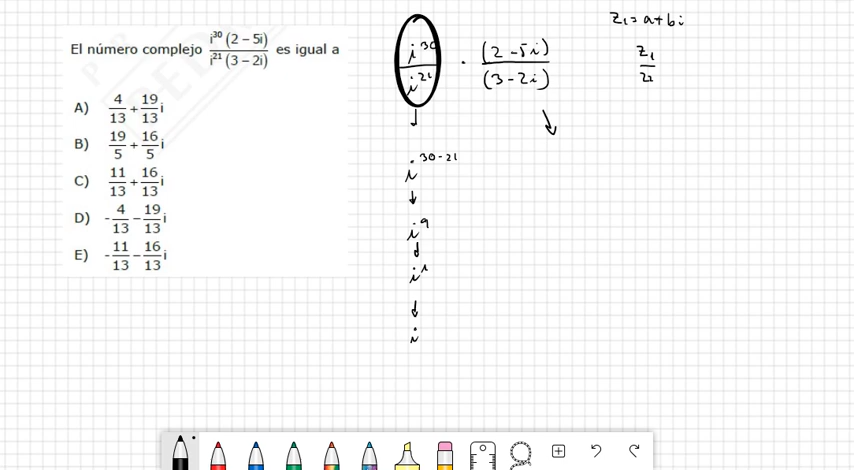 El número complejo i³⁰ (2 – 5i) / i²¹ (3 – 2i) es igual a
A) 4/13 + 19/13 i
B) 19/5 + 16/5 i
C) 11/13 + 16/13 i
D) - 4/13 – 19/13 i
E) - 11/13 – 16/13 i
i³⁰ / i²¹ · (2 - 5i) / (3 - 2i)
↓
i³⁰⁻²¹
↓
i⁹
↓
i¹
↓
i
z₁ = a + bi
z₁ / z₂